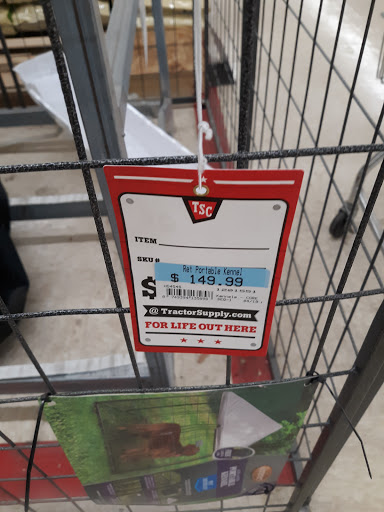 TSC
ITEM
SKU #
Ret Portable Kennel
$ $ 149.99
@ TractorSupply.com
FOR LIFE OUT HERE